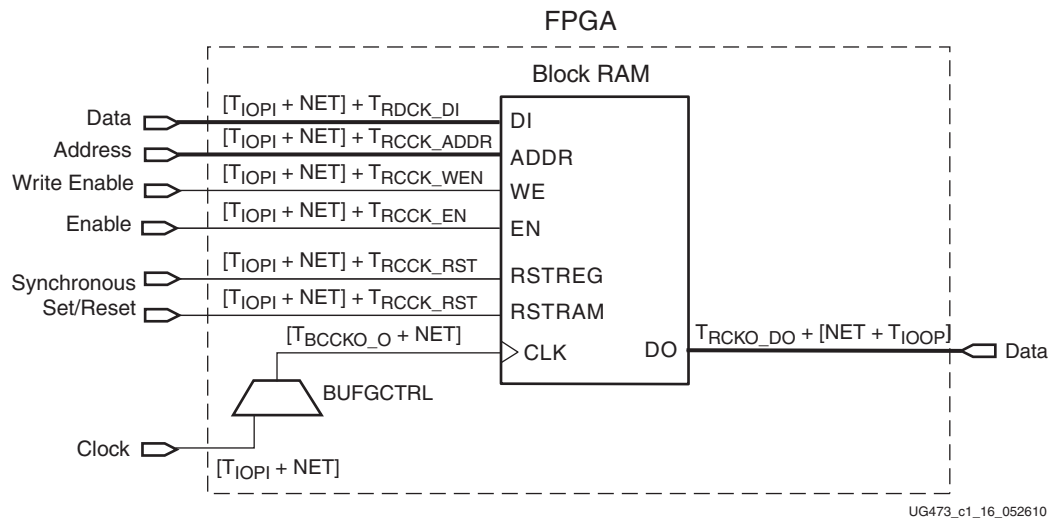 FPGA
Block RAM
Data
[TIOPI + NET] + TRDCK_DI
DI
Address
[TIOPI + NET] + TRCCK_ADDR
ADDR
Write Enable
[TIOPI + NET] + TRCCK_WEN
WE
Enable
[TIOPI + NET] + TRCCK_EN
EN
Synchronous
Set/Reset
[TIOPI + NET] + TRCCK_RST
RSTREG
[TIOPI + NET] + TRCCK_RST
RSTRAM
[TBCCKO_O + NET]
CLK
DO
TRCKO_DO + [NET + TIOOP]
Data
BUFGCTRL
Clock
[TIOPI + NET]
UG473_c1_16_052610